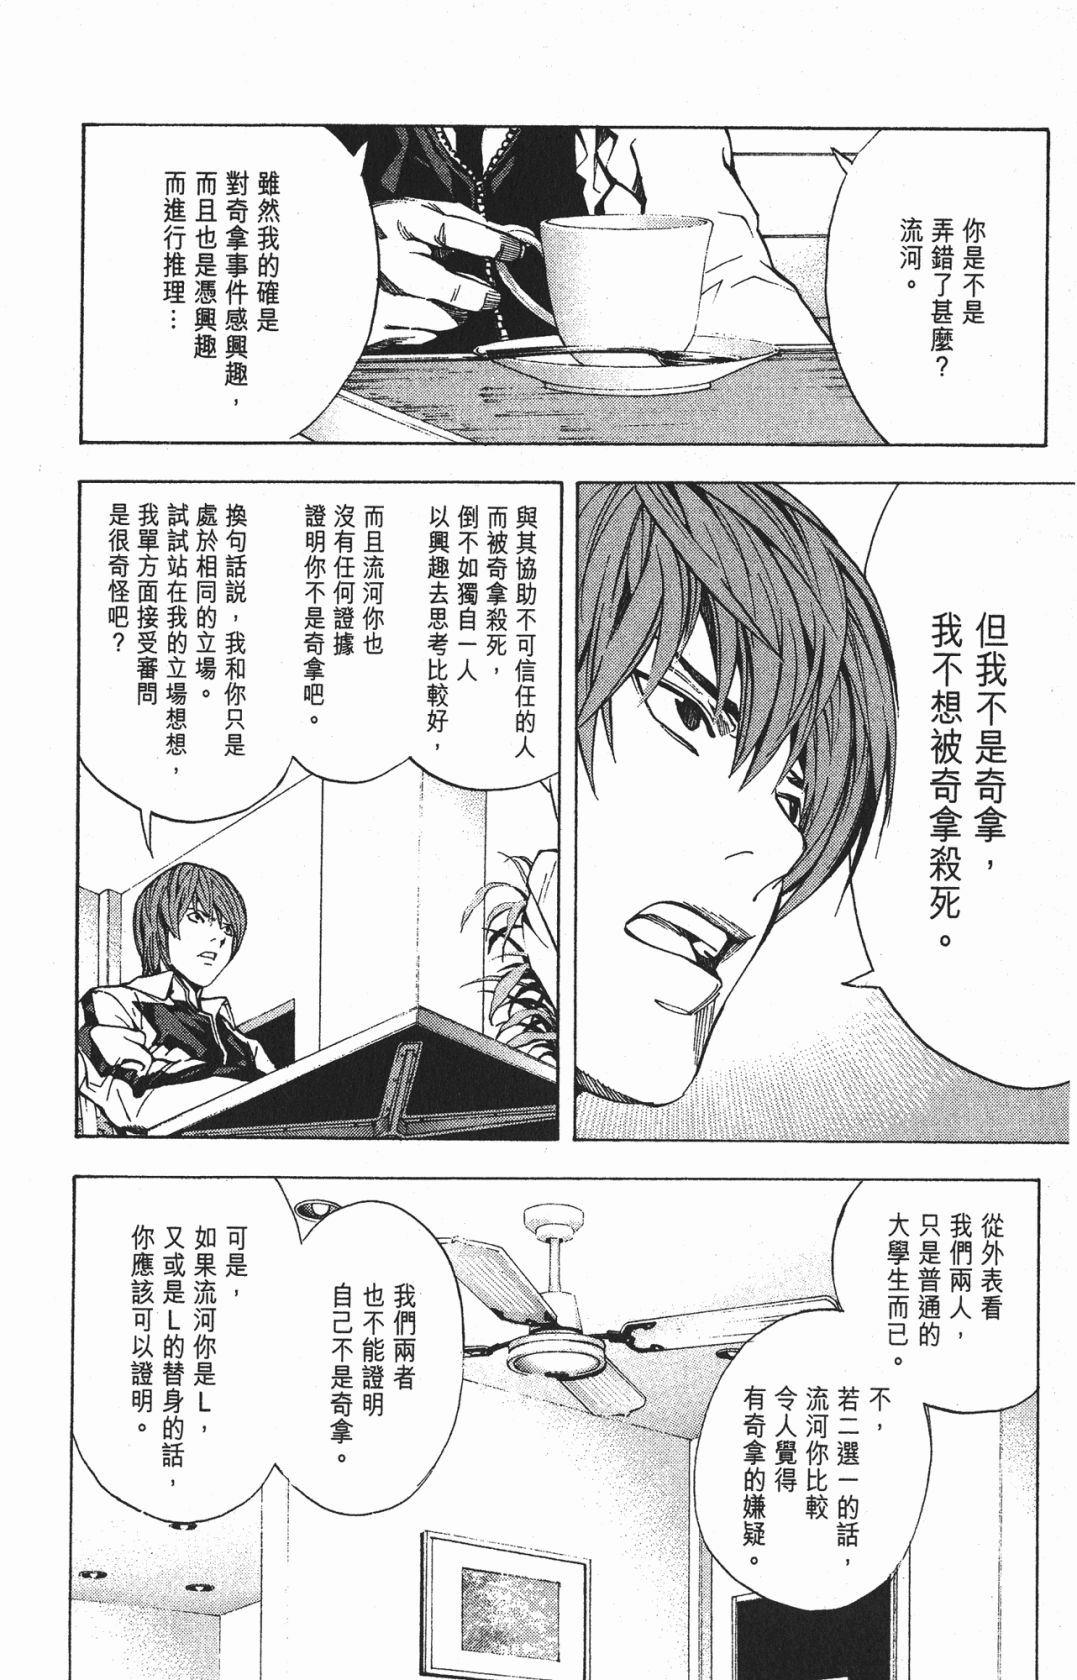 你是不是
弄錯了甚麼?
流河。
雖然我的確是
對奇拿事件感興趣,
而且也是憑興趣
而進行推理…
但我不是奇拿,
我不想被奇拿殺死。
與其協助不可信任的人
而被奇拿殺死,
倒不如獨自一人
以興趣去思考比較好,
而且流河你也
沒有任何證據
證明你不是奇拿吧。
換句話説,我和你只是
處於相同的立場。
試試站在我的立場想想,
我單方面接受審問
是很奇怪吧?
從外表看
我們兩人,
只是普通的
大學生而已。
不,
若二選一的話,
流河你比較
令人覺得
有奇拿的嫌疑。
我們兩者
也不能證明
自己不是奇拿。
可是,
如果流河你是L,
又或是L的替身的話,
你應該可以證明。